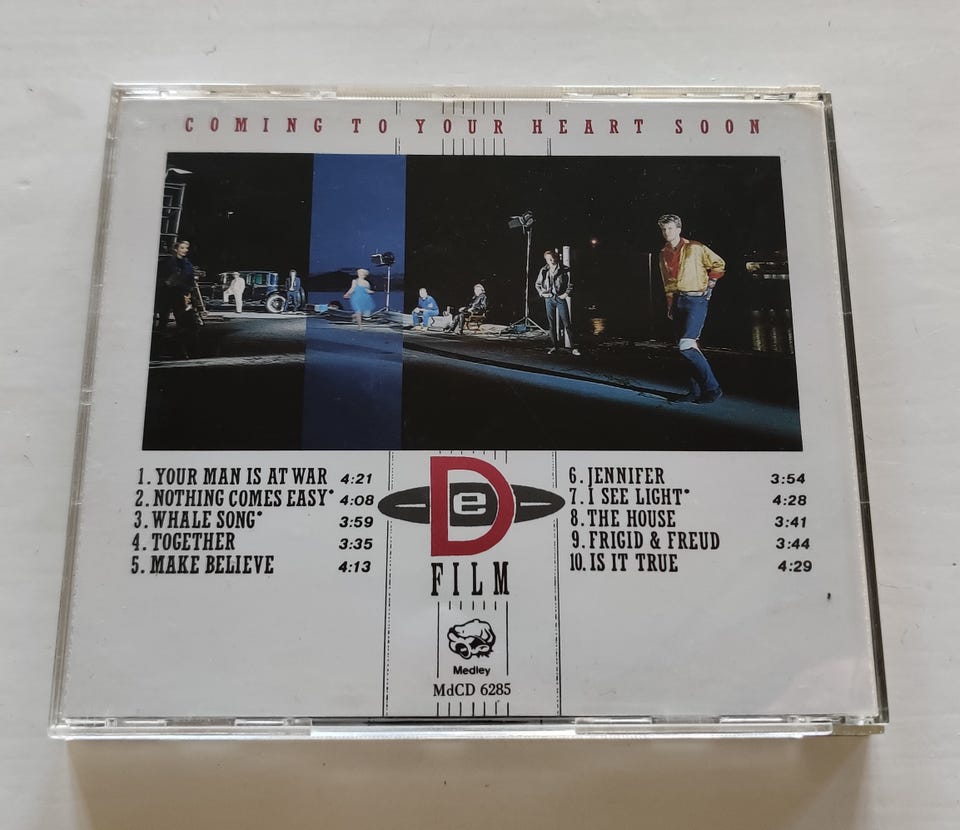 COMING TO YOUR HEART SOON
1. YOUR MAN IS AT WAR 4:21
2. NOTHING COMES EASY* 4:08
3. WHALE SONG* 3:59
4. TOGETHER 3:35
5. MAKE BELIEVE 4:13
De
FILM
Medley
MdCD 6285
6. JENNIFER 3:54
7. I SEE LIGHT* 4:28
8. THE HOUSE 3:41
9. FRIGID & FREUD 3:44
10. IS IT TRUE 4:29